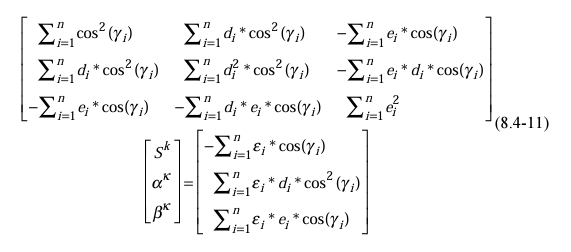 [ ∑_{i=1}^{n} cos²(γ_i)   ∑_{i=1}^{n} d_i * cos²(γ_i)   −∑_{i=1}^{n} e_i * cos(γ_i)
∑_{i=1}^{n} d_i * cos²(γ_i)   ∑_{i=1}^{n} d_i² * cos²(γ_i)   −∑_{i=1}^{n} e_i * d_i * cos(γ_i)
−∑_{i=1}^{n} e_i * cos(γ_i)   −∑_{i=1}^{n} d_i * e_i * cos(γ_i)   ∑_{i=1}^{n} e_i² ]
(8.4-11)
[ S^k ] = [ −∑_{i=1}^{n} ε_i * cos(γ_i) ]
[ α^κ ] = [ ∑_{i=1}^{n} ε_i * d_i * cos²(γ_i) ]
[ β^κ ] = [ ∑_{i=1}^{n} ε_i * e_i * cos(γ_i) ]